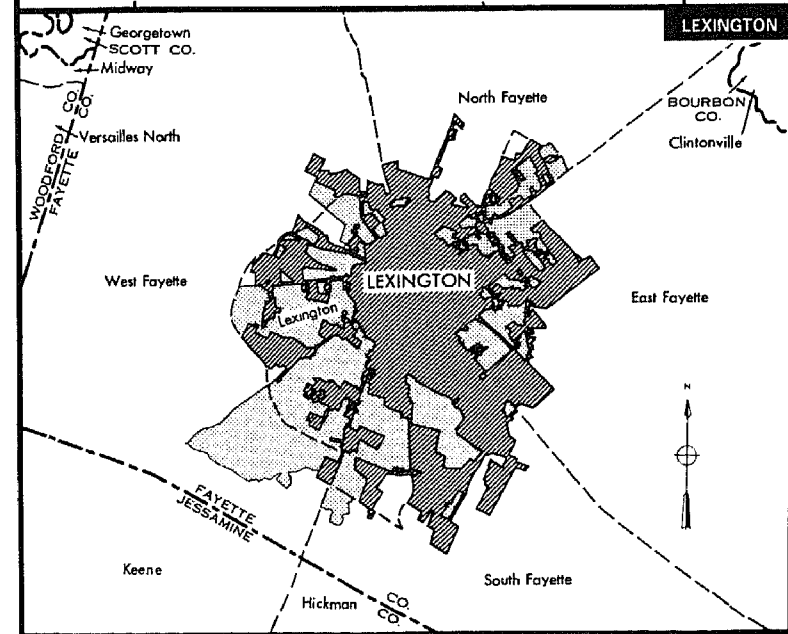 LEXINGTON
Georgetown
SCOTT CO.
Midway
CO.
CO.
Versailles North
WOODFORD
FAYETTE
North Fayette
BOURBON
CO.
Clintonville
West Fayette
LEXINGTON
Lexington
East Fayette
N
FAYETTE
JESSAMINE
Keene
South Fayette
Hickman
CO.
CO.